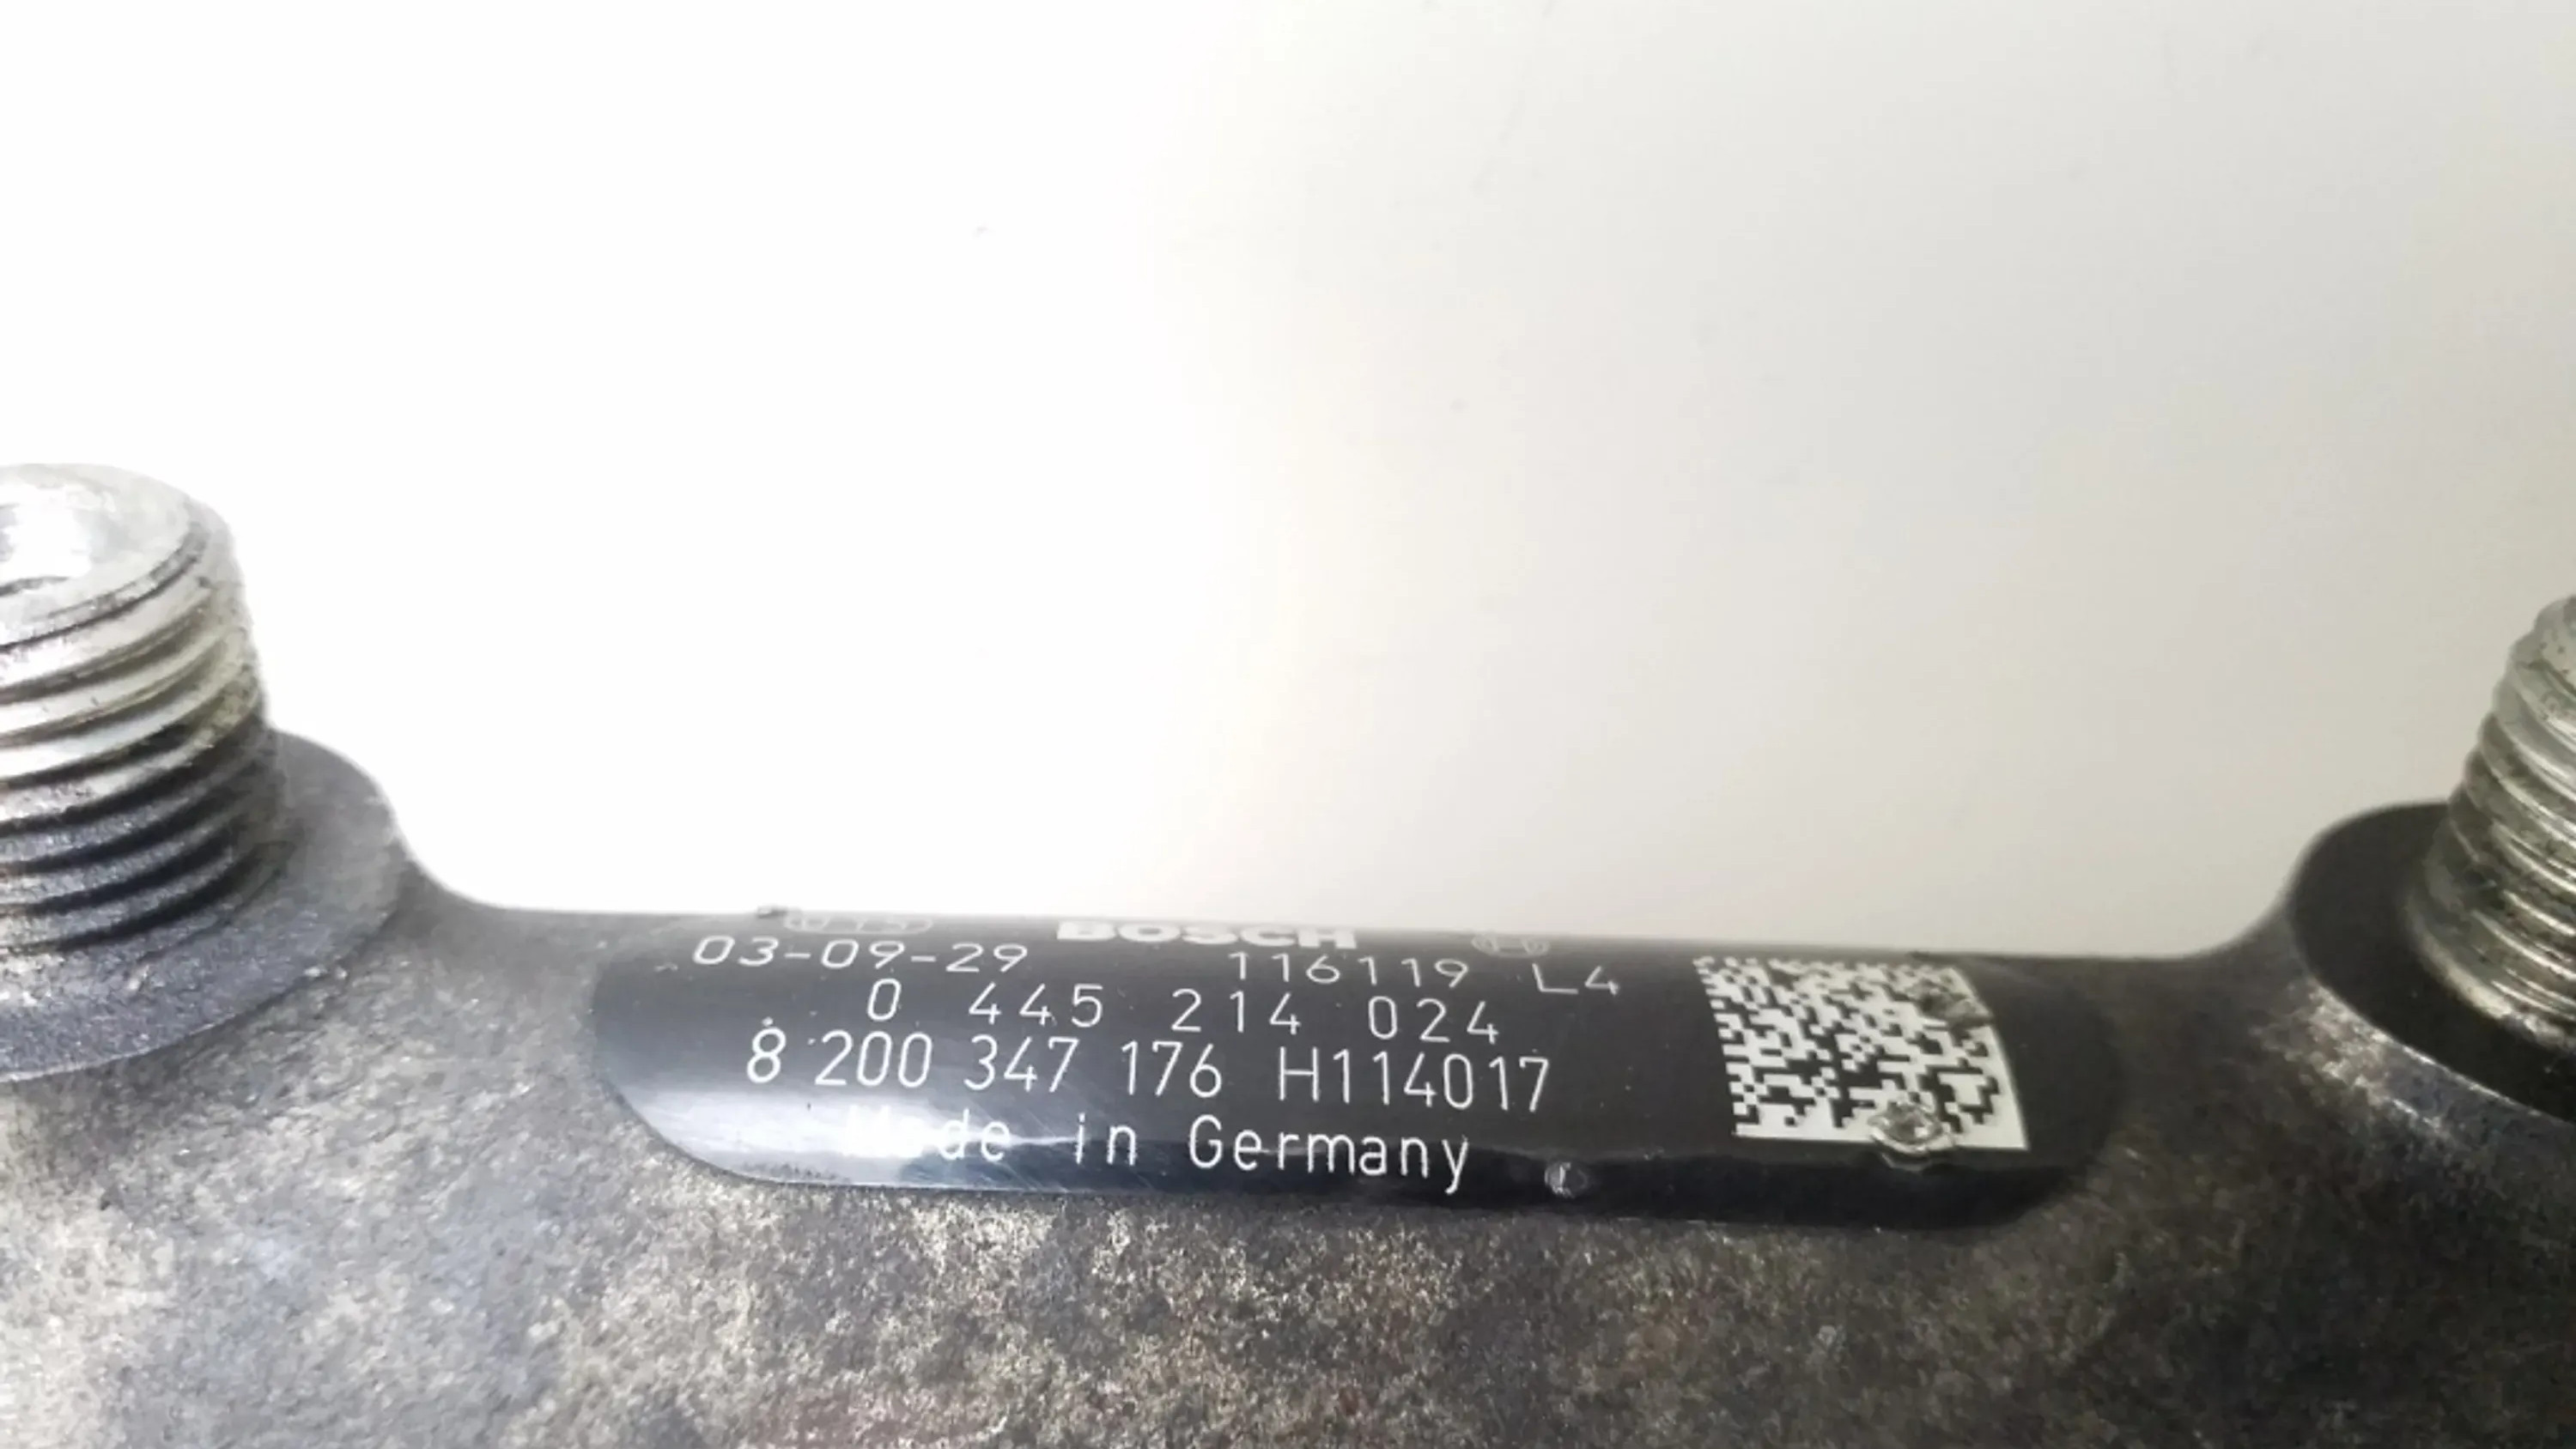 BOSCH
03-09-29 116119 L4
0 445 214 024
8 200 347 176 H114017
Made in Germany